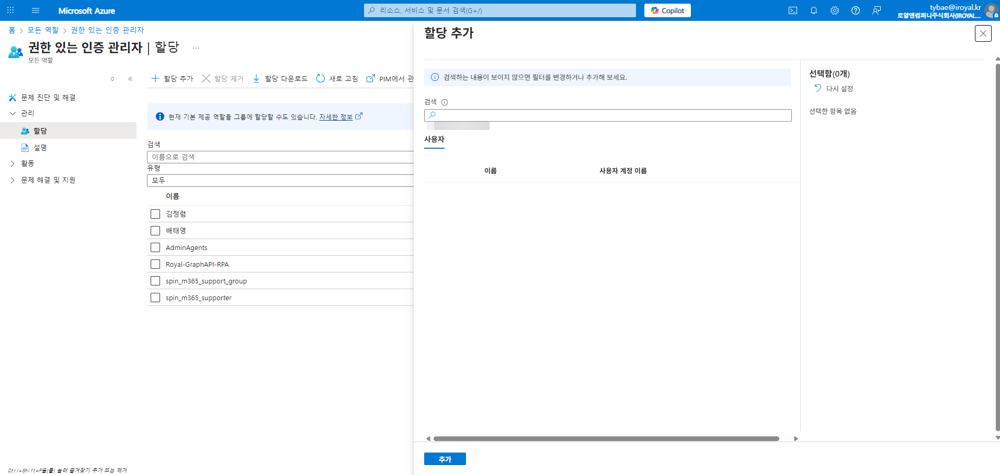 Microsoft Azure
리소스, 서비스 및 문서 검색(G+/)
Copilot
tybae@iroyal.kr
로얄앤컴퍼니주식회사(IROYAL....
홈 > 모든 역할 > 권한 있는 인증 관리자
권한 있는 인증 관리자 | 할당 ...
모든 역할
문제 진단 및 해결
관리
할당
설명
활동
문제 해결 및 지원
할당 추가
할당 제거
할당 다운로드
새로 고침
PIM에서 관
현재 기본 제공 역할을 그룹에 할당할 수도 있습니다. 자세한 정보
검색
이름으로 검색
유형
모두
이름
김정렴
배태영
AdminAgents
Royal-GraphAPI-RPA
spin_m365_support_group
spin_m365_supporter
할당 추가
검색하는 내용이 보이지 않으면 필터를 변경하거나 추가해 보세요.
검색
사용자
이름
사용자 계정 이름
선택함(0개)
다시 설정
선택한 항목 없음
추가
Ctrl+Shift+F을(를) 눌러 즐겨찾기 추가 또는 제거